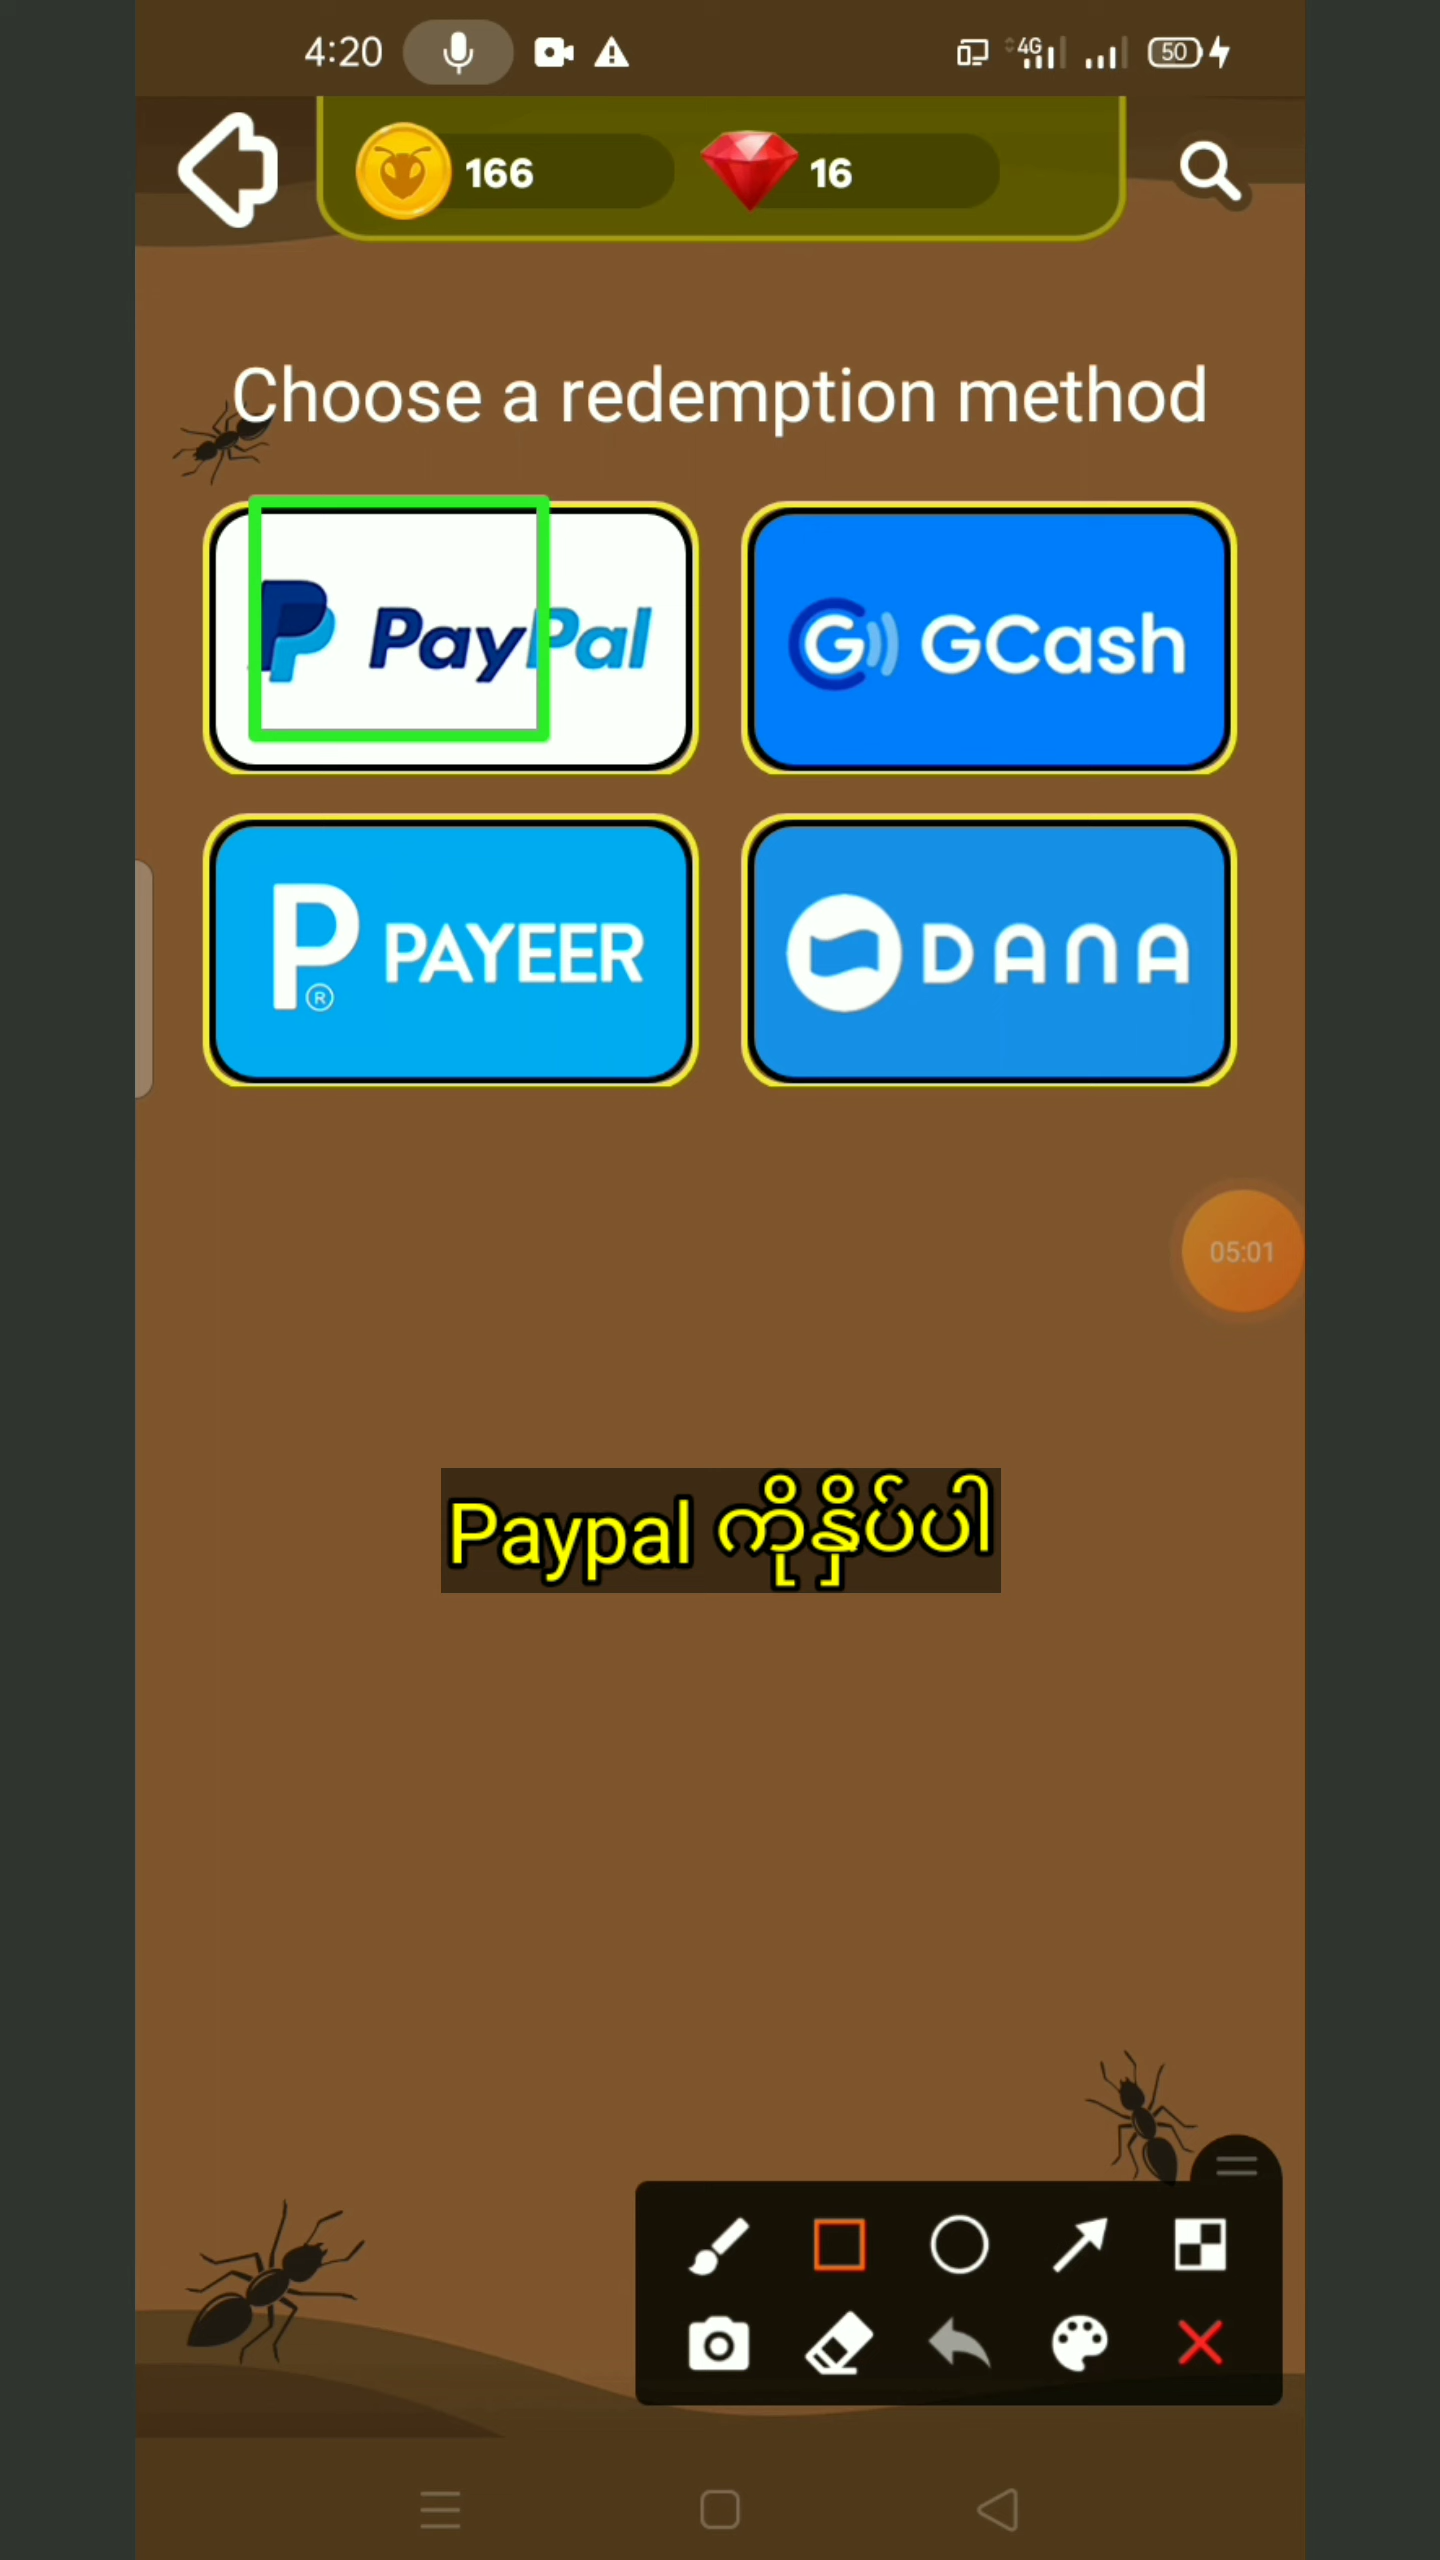 4:20
4G
50
166
16
Choose a redemption method
PayPal
G GCash
P PAYEER
®
DANA
05:01
Paypal ကိုနှိပ်ပါ